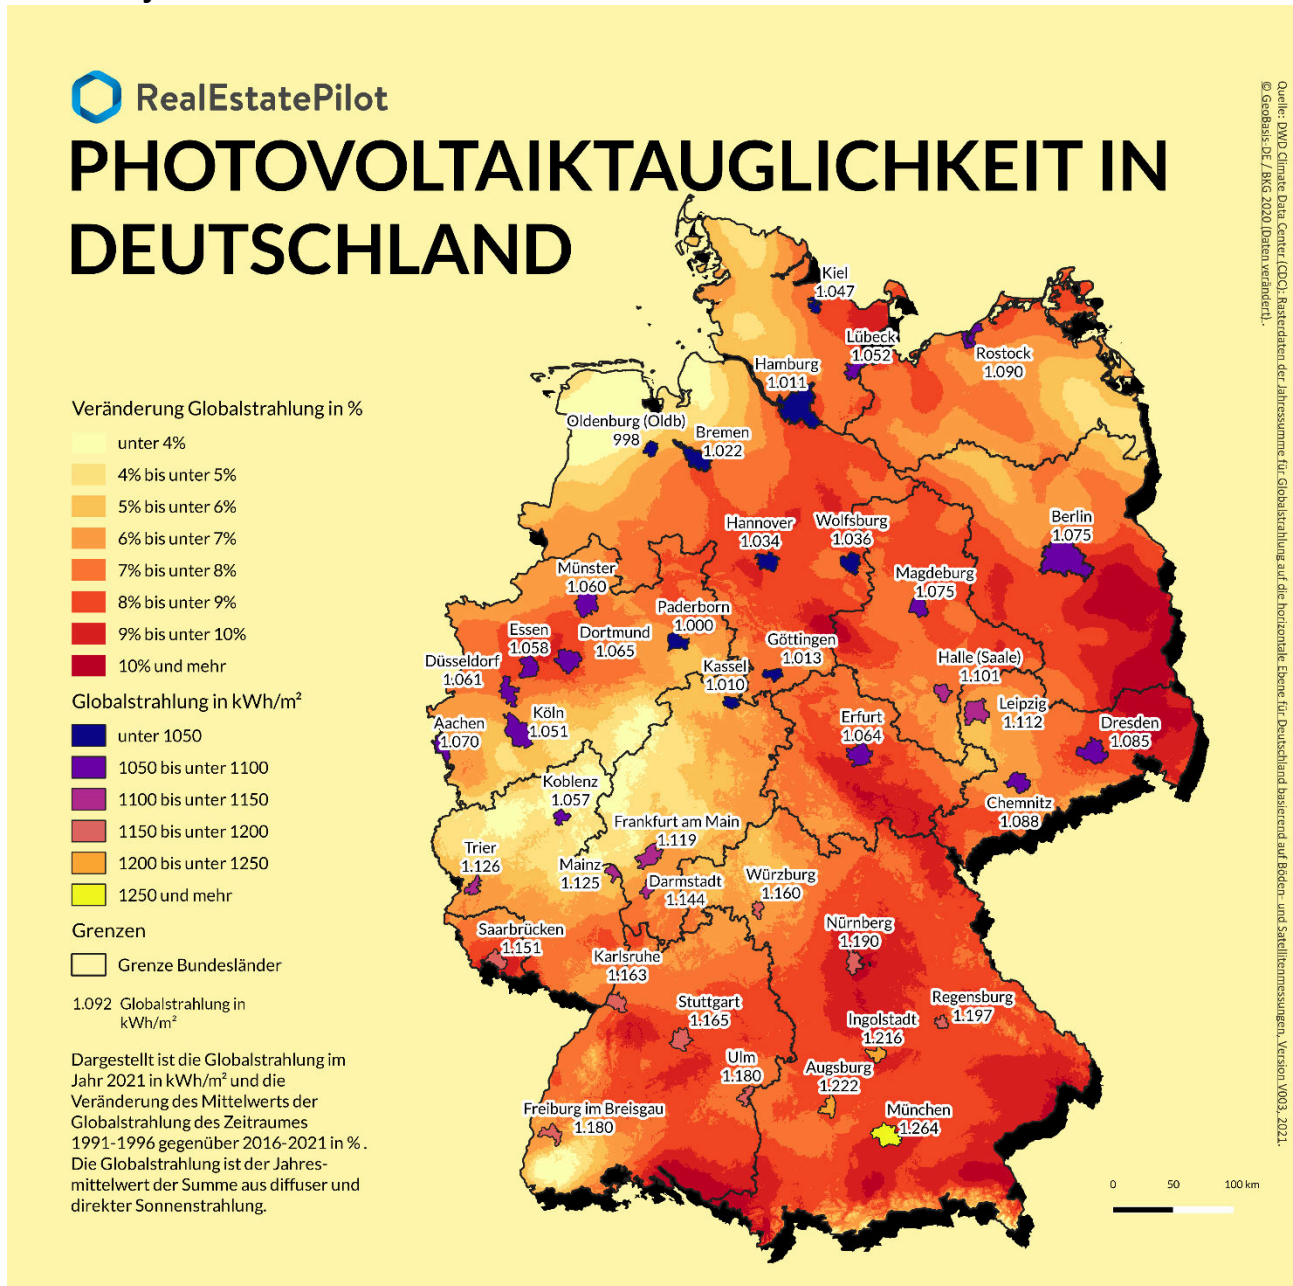 RealEstatePilot
PHOTOVOLTAIKTAUGLICHKEIT IN
DEUTSCHLAND
Veränderung Globalstrahlung in %
unter 4%
4% bis unter 5%
5% bis unter 6%
6% bis unter 7%
7% bis unter 8%
8% bis unter 9%
9% bis unter 10%
10% und mehr
Globalstrahlung in kWh/m²
unter 1050
1050 bis unter 1100
1100 bis unter 1150
1150 bis unter 1200
1200 bis unter 1250
1250 und mehr
Grenzen
Grenze Bundesländer
1.092 Globalstrahlung in
kWh/m²
Dargestellt ist die Globalstrahlung im
Jahr 2021 in kWh/m² und die
Veränderung des Mittelwerts der
Globalstrahlung des Zeitraumes
1991-1996 gegenüber 2016-2021 in % .
Die Globalstrahlung ist der Jahres-
mittelwert der Summe aus diffuser und
direkter Sonnenstrahlung.
Kiel
1.047
Lübeck
1.052
Rostock
1.090
Hamburg
1.011
Oldenburg (Oldb)
998
Bremen
1.022
Hannover
1.034
Wolfsburg
1.036
Berlin
1.075
Münster
1.060
Magdeburg
1.075
Paderborn
1.000
Essen
1.058
Dortmund
1.065
Göttingen
1.013
Düsseldorf
1.061
Kassel
1.010
Halle (Saale)
1.101
Leipzig
1.112
Aachen
1.070
Köln
1.051
Erfurt
1.064
Dresden
1.085
Koblenz
1.057
Chemnitz
1.088
Frankfurt am Main
1.119
Trier
1.126
Mainz
1.125
Darmstadt
1.144
Würzburg
1.160
Saarbrücken
1.151
Nürnberg
1.190
Karlsruhe
1.163
Stuttgart
1.165
Regensburg
1.197
Ingolstadt
1.216
Ulm
1.180
Augsburg
1.222
Freiburg im Breisgau
1.180
München
1.264
0 50 100 km
Quelle: DWD Climate Data Center (CDC): Rasterdaten der Jahressumme für Globalstrahlung auf die horizontale Ebene für Deutschland basierend auf Boden- und Satellitenmessungen, Version V003, 2021.
© GeoBasis-DE / BKG 2020 (Daten verändert).